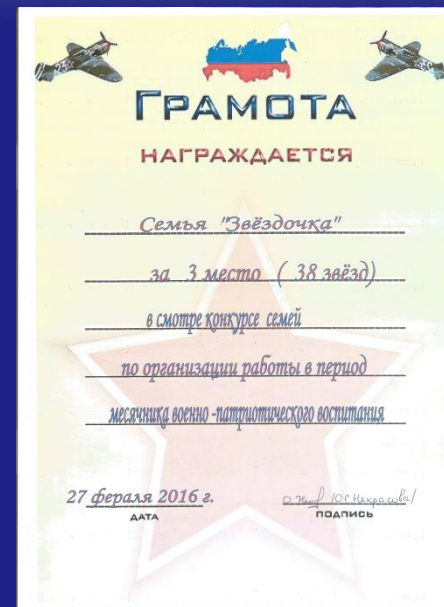 ГРАМОТА
НАГРАЖДАЕТСЯ
Семья "Звёздочка"
за 3 место ( 38 звёзд)
в смотре конкурсе семей
по организации работы в период
месячника военно -патриотического воспитания
27 фераля 2016 г.
ДАТА
/О.С.Некрасова/
ПОДПИСЬ